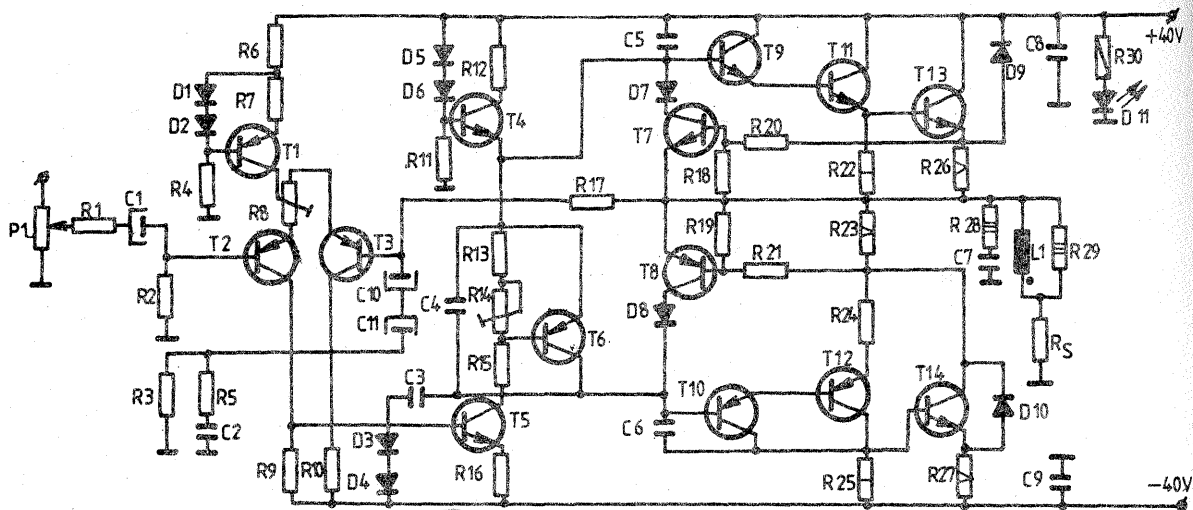 R6
D5
R12
C5
T9
T11
T13
D9
C8
R30
+40V
D1
D2
R7
D6
T4
D7
D11
R4
T1
R11
T7
R20
R18
R22
R26
P1
R1
C1
R8
R17
R19
R23
R28
L1
R29
T2
T3
R13
T8
R21
C7
R2
C10
C4
R14
D8
R24
RS
C11
R15
T6
T12
T14
R3
R5
C3
T10
D10
C2
D3
T5
C6
R9
R10
D4
R16
R25
R27
C9
−40V